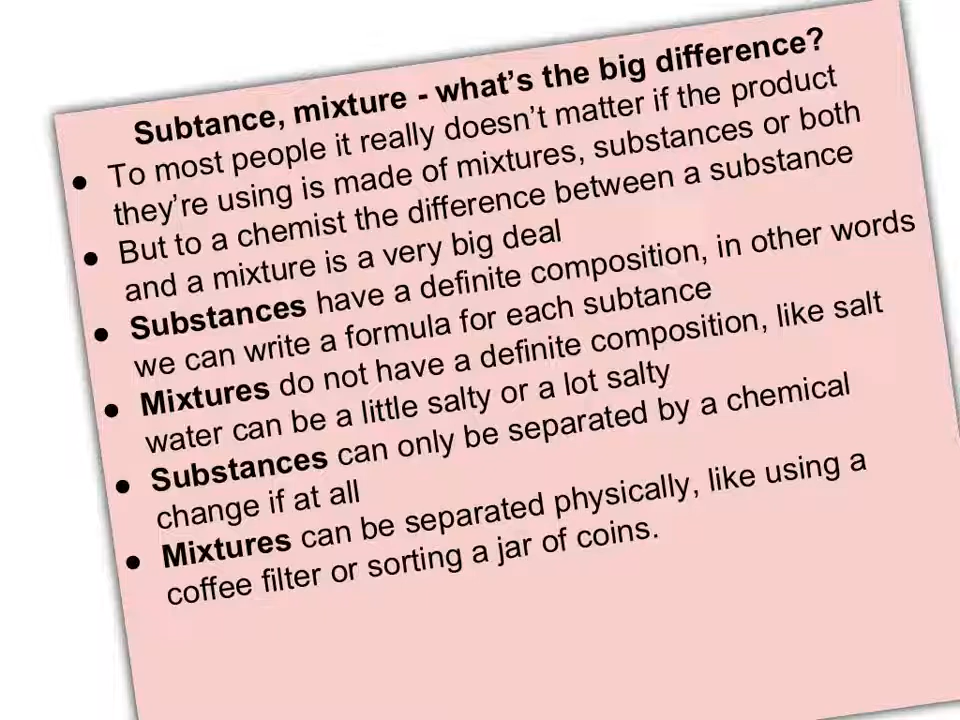 Subtance, mixture - what's the big difference?
● To most people it really doesn't matter if the product
they're using is made of mixtures, substances or both
● But to a chemist the difference between a substance
and a mixture is a very big deal
● Substances have a definite composition, in other words
we can write a formula for each subtance
● Mixtures do not have a definite composition, like salt
water can be a little salty or a lot salty
● Substances can only be separated by a chemical
change if at all
● Mixtures can be separated physically, like using a
coffee filter or sorting a jar of coins.